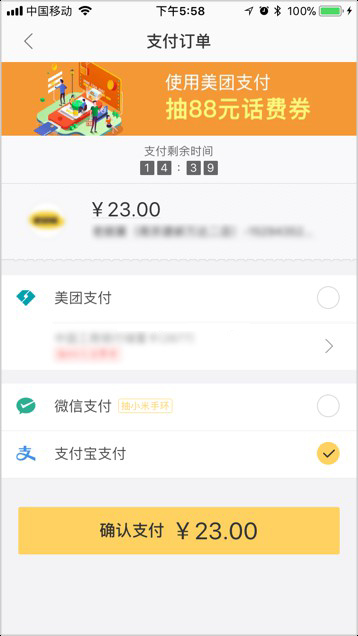 中国移动 下午5:58 100%
支付订单
使用美团支付
抽88元话费券
支付剩余时间
14:39
￥23.00
美团支付
微信支付 抽小米手环
支付宝支付
确认支付 ￥23.00